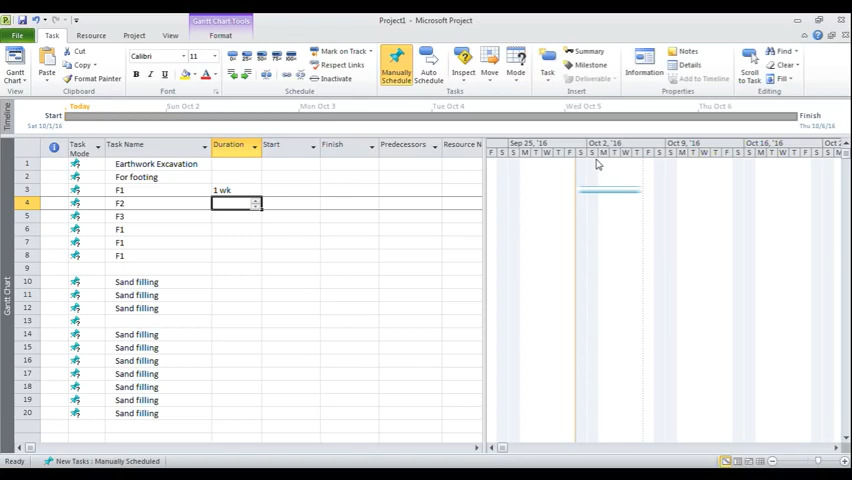 Gantt Chart Tools
Project1 - Microsoft Project
File Task Resource Project View Format
Gantt Chart
Paste
Cut
Copy
Format Painter
Clipboard
Calibri 11
B I U A
Font
Mark on Track
Respect Links
Inactivate
Schedule
Manually Schedule
Auto Schedule
Inspect
Move
Mode
Tasks
Task
Summary
Milestone
Deliverable
Insert
Information
Notes
Details
Add to Timeline
Properties
Scroll to Task
Find
Clear
Fill
Editing
Timeline
Today Sun Oct 2 Mon Oct 3 Tue Oct 4 Wed Oct 5 Thu Oct 6
Start
Sat 10/1/16
Finish
Thu 10/6/16
Gantt Chart
Task Mode Task Name Duration Start Finish Predecessors Resource N
Sep 25, '16 Oct 2, '16 Oct 9, '16 Oct 16, '16 Oct 2
F S S M T W T F S S M T W T F S S M T W T F S S M T W T F S S
1 Earthwork Excavation
2 For footing
3 F1 1 wk
4 F2
5 F3
6 F1
7 F1
8 F1
9
10 Sand filling
11 Sand filling
12 Sand filling
13
14 Sand filling
15 Sand filling
16 Sand filling
17 Sand filling
18 Sand filling
19 Sand filling
20 Sand filling
Ready New Tasks : Manually Scheduled